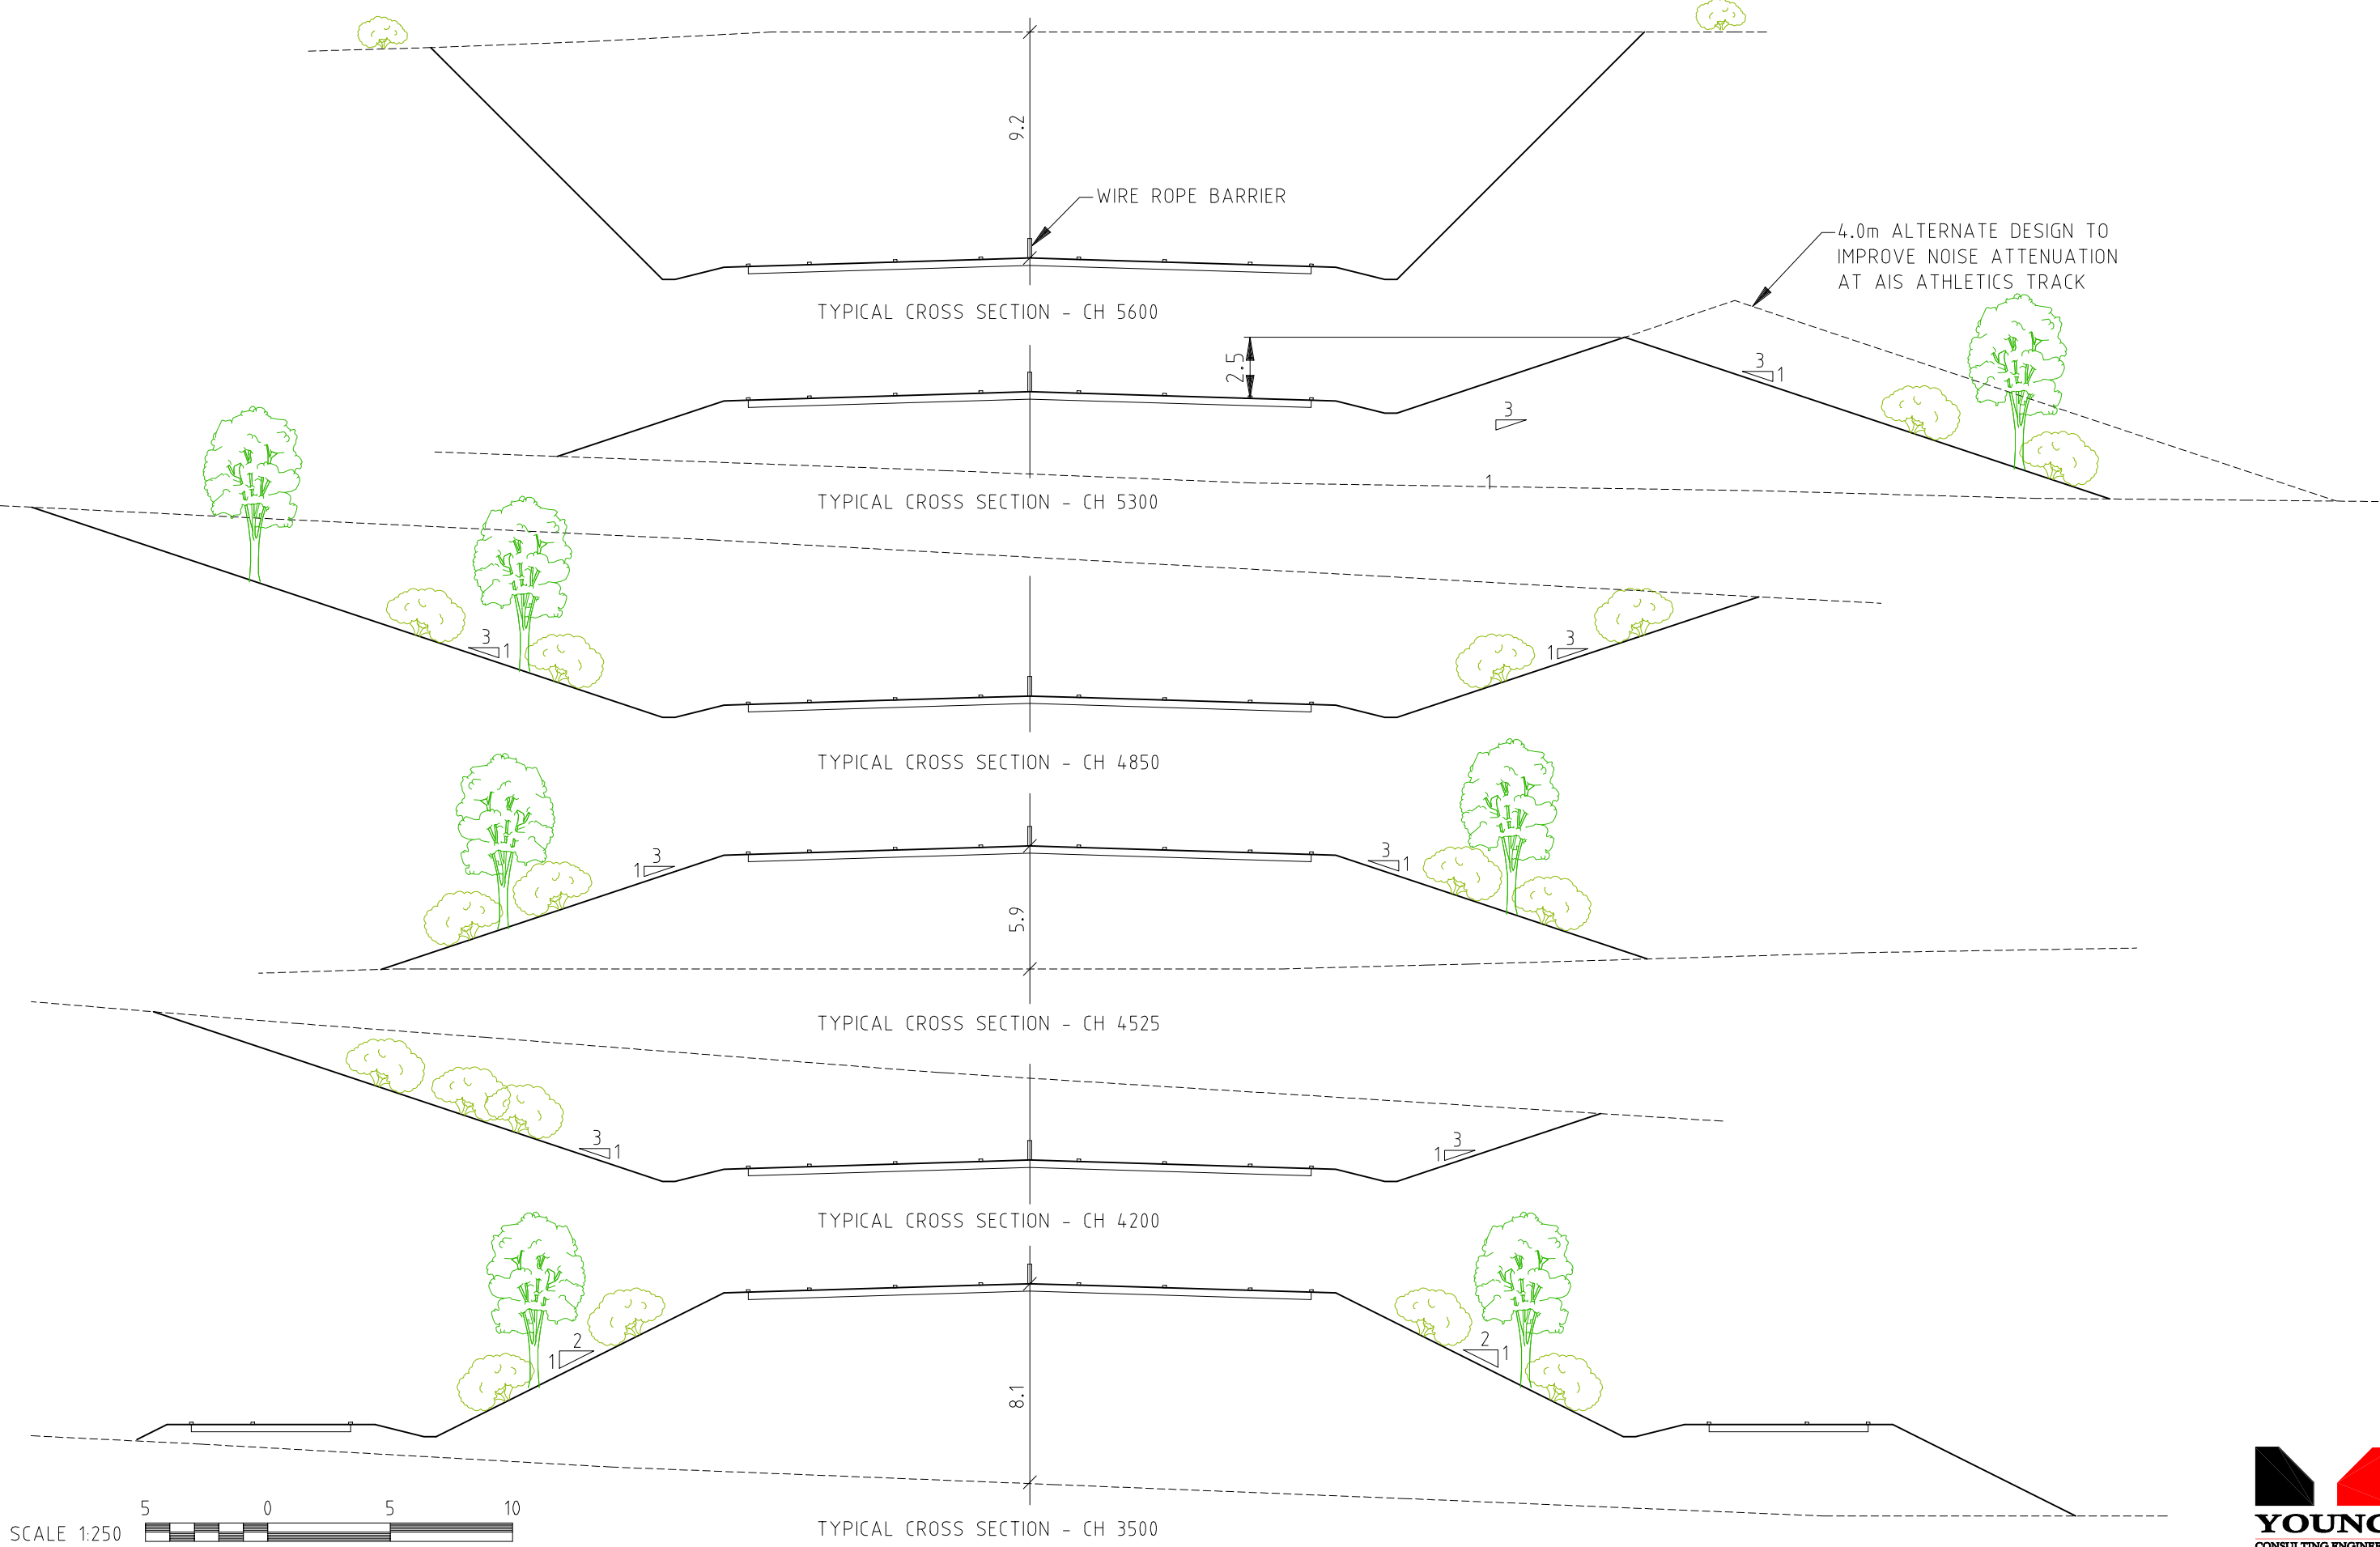 9.2
WIRE ROPE BARRIER
4.0m ALTERNATE DESIGN TO
IMPROVE NOISE ATTENUATION
AT AIS ATHLETICS TRACK
TYPICAL CROSS SECTION - CH 5600
2.5
3
1
3
1
TYPICAL CROSS SECTION - CH 5300
3
1
3
1
TYPICAL CROSS SECTION - CH 4850
3
1
3
1
5.9
TYPICAL CROSS SECTION - CH 4525
3
1
3
1
TYPICAL CROSS SECTION - CH 4200
2
1
2
1
8.1
5 0 5 10
SCALE 1:250
TYPICAL CROSS SECTION - CH 3500
YOUNG
CONSULTING